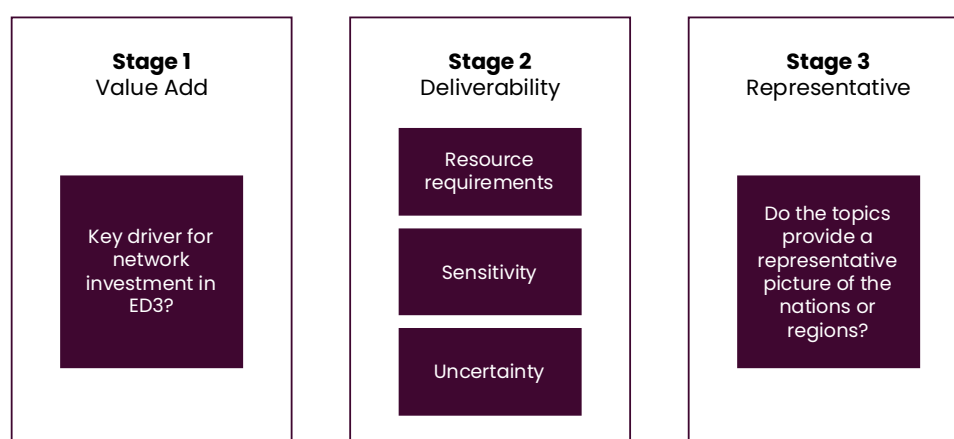 Stage 1
Value Add
Key driver for
network
investment in
ED3?
Stage 2
Deliverability
Resource
requirements
Sensitivity
Uncertainty
Stage 3
Representative
Do the topics
provide a
representative
picture of the
nations or
regions?